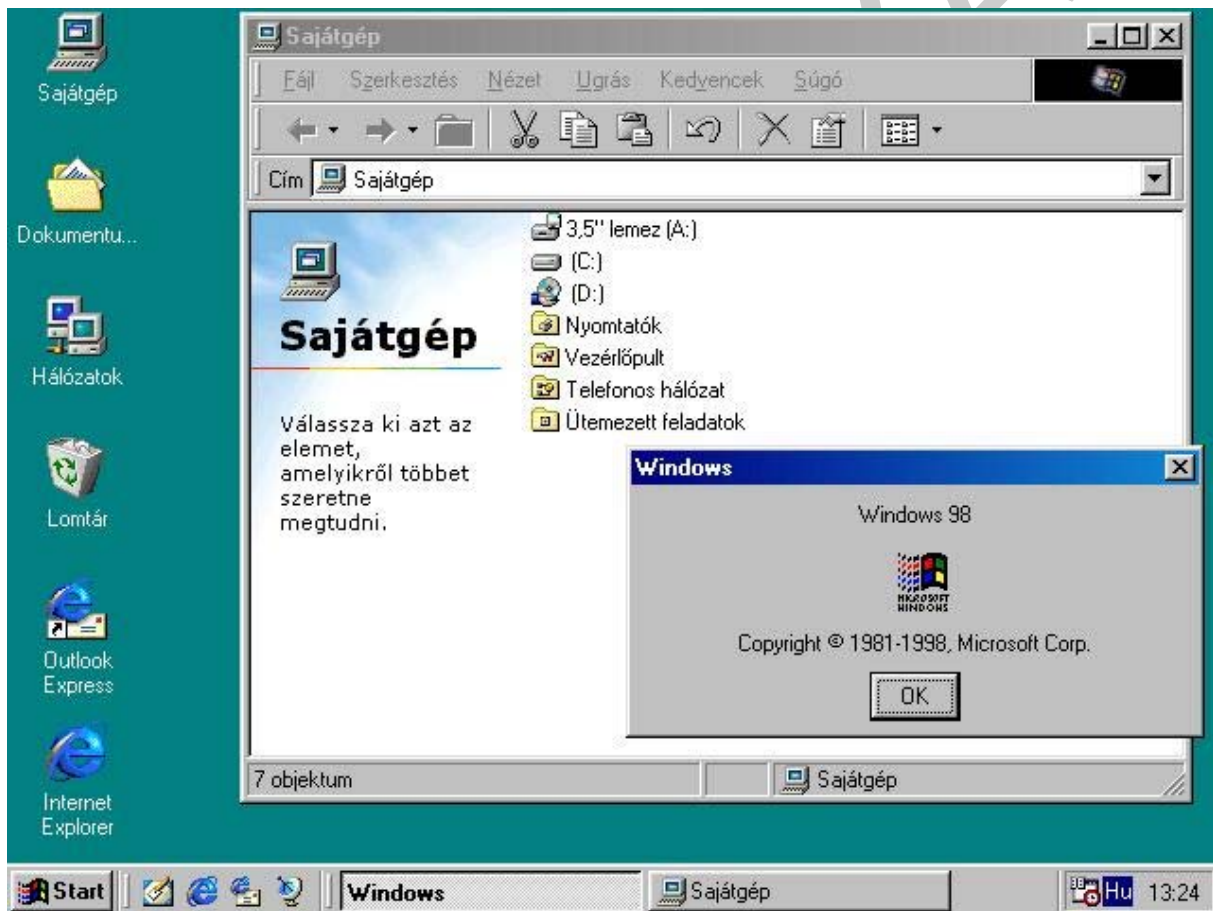 Sajátgép
Dokumentu...
Hálózatok
Lomtár
Outlook
Express
Internet
Explorer
Sajátgép
Fájl Szerkesztés Nézet Ugrás Kedvencek Súgó
Cím Sajátgép
Sajátgép
Válassza ki azt az
elemet,
amelyikről többet
szeretne
megtudni.
3,5" lemez (A:)
(C:)
(D:)
Nyomtatók
Vezérlőpult
Telefonos hálózat
Ütemezett feladatok
7 objektum Sajátgép
Windows
Windows 98
MICROSOFT
WINDOWS
Copyright © 1981-1998, Microsoft Corp.
OK
Start Windows Sajátgép Hu 13:24